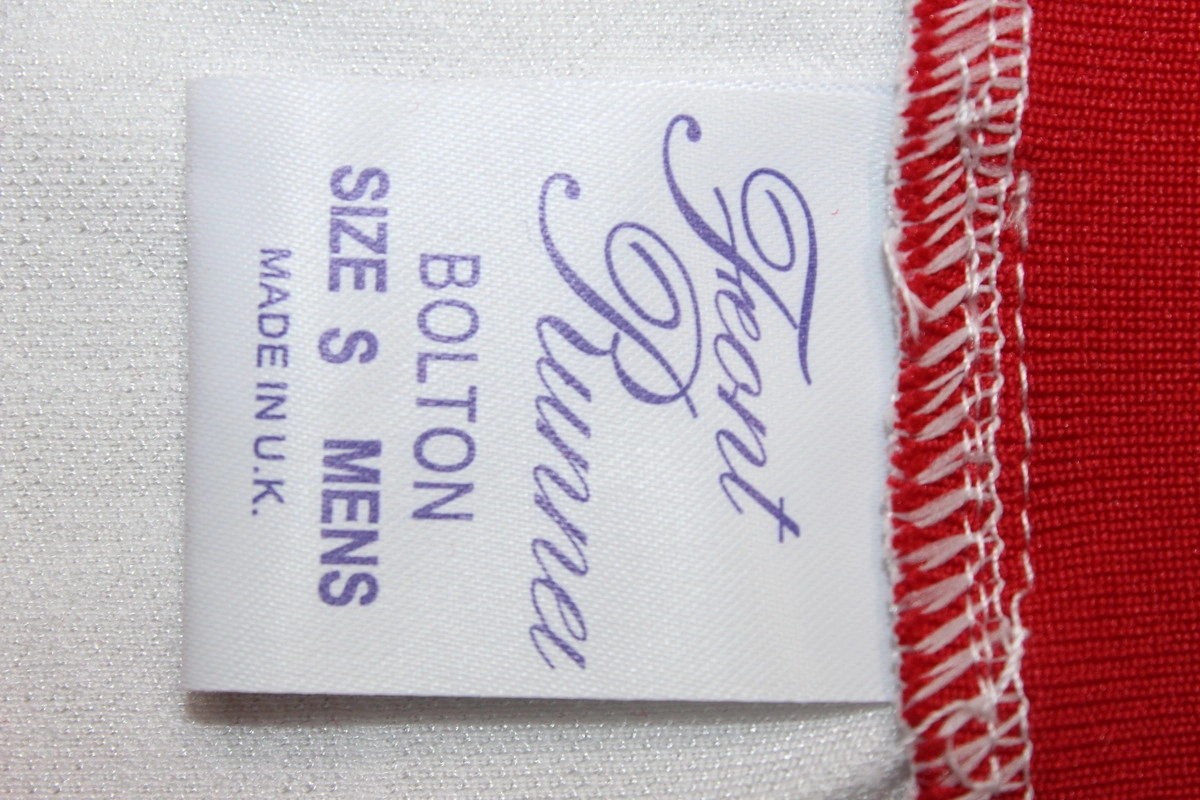 Front
Runner
BOLTON
SIZE S MENS
MADE IN U.K.